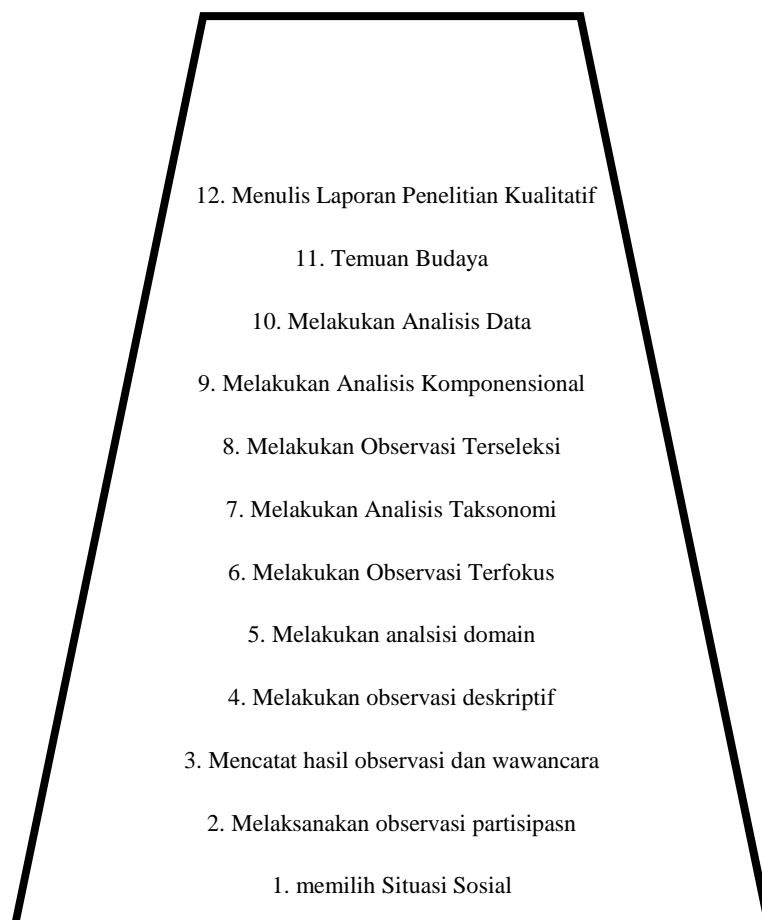 12. Menulis Laporan Penelitian Kualitatif
11. Temuan Budaya
10. Melakukan Analisis Data
9. Melakukan Analisis Komponensional
8. Melakukan Observasi Terseleksi
7. Melakukan Analisis Taksonomi
6. Melakukan Observasi Terfokus
5. Melakukan analsisi domain
4. Melakukan observasi deskriptif
3. Mencatat hasil observasi dan wawancara
2. Melaksanakan observasi partisipasn
1. memilih Situasi Sosial